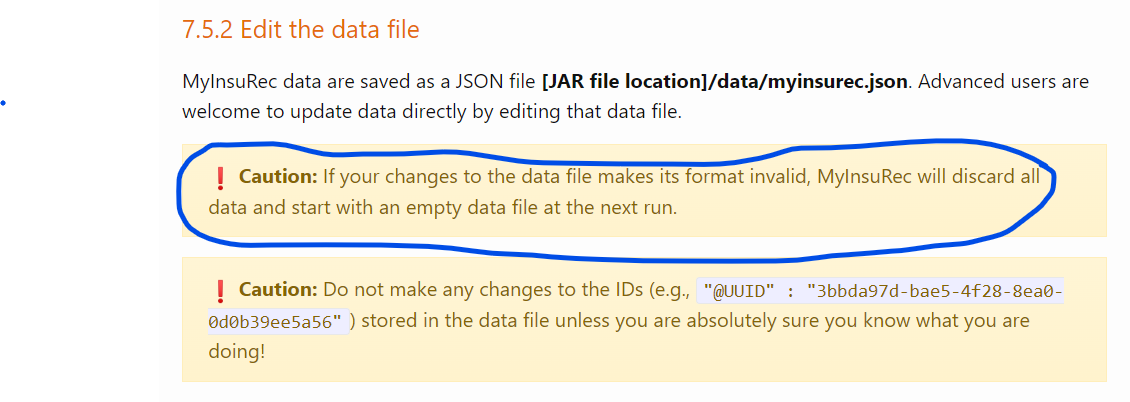 7.5.2 Edit the data file
MyInsuRec data are saved as a JSON file [JAR file location]/data/myinsurec.json. Advanced users are
welcome to update data directly by editing that data file.
❗ Caution: If your changes to the data file makes its format invalid, MyInsuRec will discard all
data and start with an empty data file at the next run.
❗ Caution: Do not make any changes to the IDs (e.g., "@UUID" : "3bbda97d-bae5-4f28-8ea0-
0d0b39ee5a56" ) stored in the data file unless you are absolutely sure you know what you are
doing!